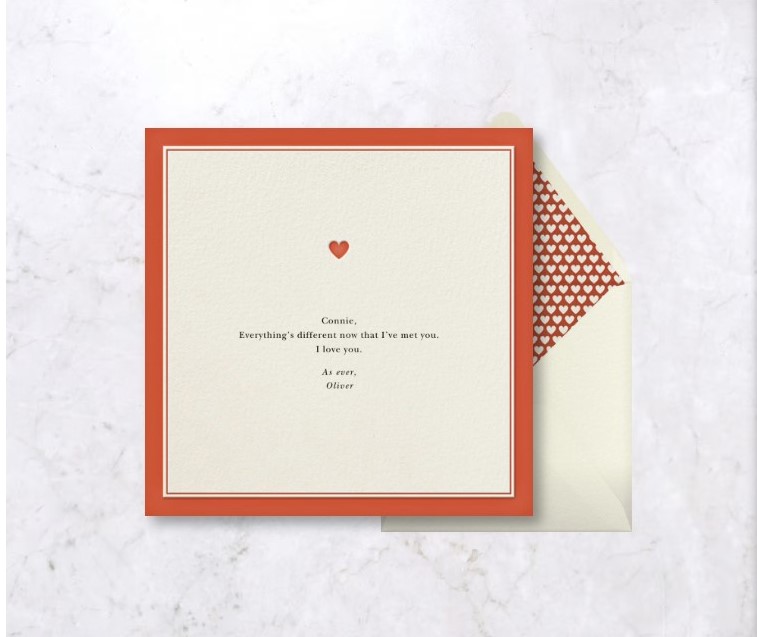 Connie,
Everything's different now that I've met you.
I love you.
As ever,
Oliver